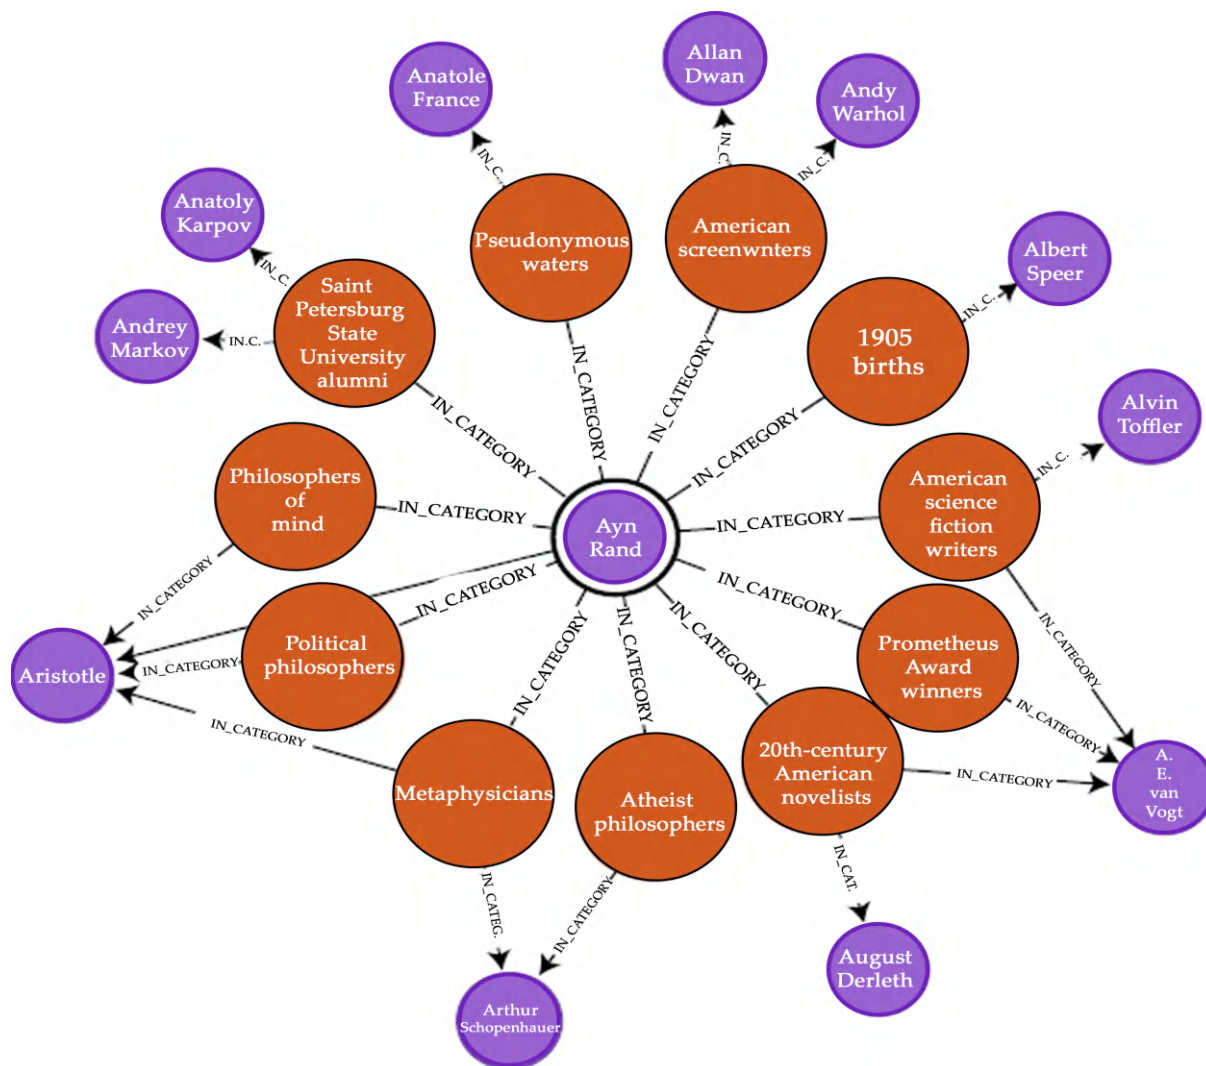 Allan
Dwan
Anatole
France
Andy
Warhol
IN_C.
IN_C..
IN_C.
Anatoly
Karpov
American
screenwnters
Pseudonymous
waters
Albert
Speer
IN_C.
Saint
Petersburg
State
University
alumni
IN_C.
Andrey
Markov
IN.C.
1905
births
IN_CATEGORY
IN_CATEGORY
IN_CATEGORY
IN_CATEGORY
Alvin
Toffler
IN_C.
Philosophers
of
mind
IN_CATEGORY
Ayn
Rand
IN_CATEGORY
American
science
fiction
writers
IN_CATEGORY
IN_CATEGORY
IN_CATEGORY
IN_CATEGORY
Aristotle
IN_CATEGORY
Political
philosophers
IN_CATEGORY
IN_CATEGORY
IN_CATEGORY
Prometheus
Award
winners
IN_CATEGORY
IN_CATEGORY
Metaphysicians
Atheist
philosophers
20th-century
American
novelists
IN_CATEGORY
A.
E.
van
Vogt
IN_CATEG.
IN_CATEGORY
IN_CAT.
August
Derleth
Arthur
Schopenhauer